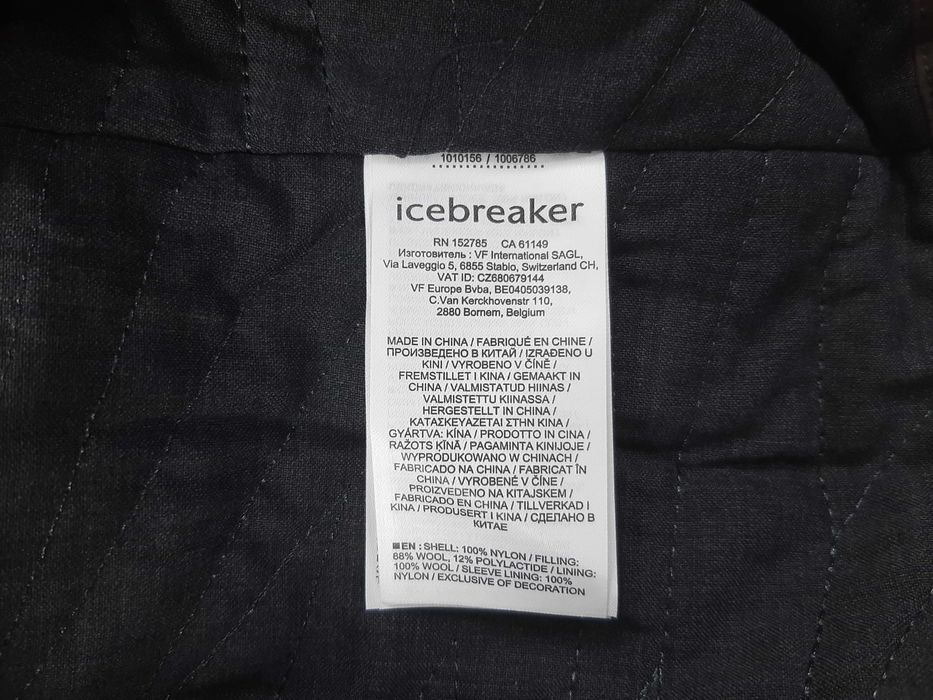 1010156 / 1006786
icebreaker
RN 152785 CA 61149
Изготовитель : VF International SAGL,
Via Laveggio 5, 6855 Stabio, Switzerland CH,
VAT ID: CZ680679144
VF Europe Bvba, BE0405039138,
C.Van Kerckhovenstr 110,
2880 Bornem, Belgium
MADE IN CHINA / FABRIQUÉ EN CHINE /
ПРОИЗВЕДЕНО В КИТАЙ / IZRAĐENO U
KINI / VYROBENO V ČÍNĚ /
FREMSTILLET I KINA / GEMAAKT IN
CHINA / VALMISTATUD HIINAS /
VALMISTETTU KIINASSA /
HERGESTELLT IN CHINA /
ΚΑΤΑΣΚΕΥΑΖΕΤΑΙ ΣΤΗΝ ΚΙΝΑ /
GYÁRTVA: KÍNA / PRODOTTO IN CINA /
RAŽOTS ĶĪNĀ / PAGAMINTA KINIJOJE /
WYPRODUKOWANO W CHINACH /
FABRICADO NA CHINA / FABRICAT ÎN
CHINA / VYROBENÉ V ČÍNE /
PROIZVEDENO NA KITAJSKEM /
FABRICADO EN CHINA / TILLVERKAD I
KINA / PRODUSERT I KINA / СДЕЛАНО В
КИТАЕ
EN : SHELL: 100% NYLON / FILLING:
88% WOOL, 12% POLYLACTIDE / LINING:
100% WOOL / SLEEVE LINING: 100%
NYLON / EXCLUSIVE OF DECORATION